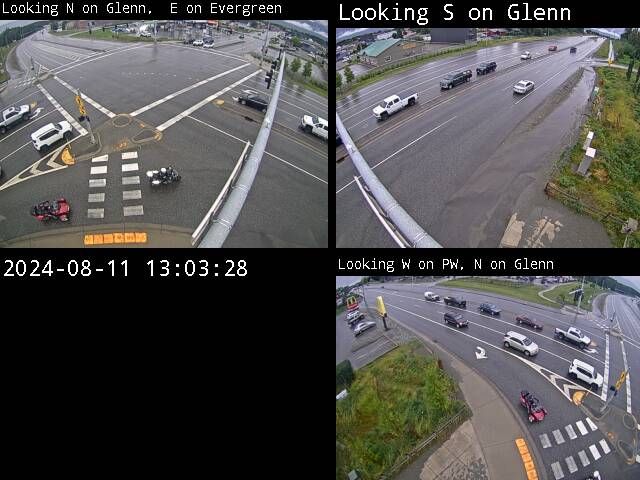 Looking N on Glenn,  E on Evergreen
Looking S on Glenn
2024-08-11 13:03:28
Looking W on PW, N on Glenn